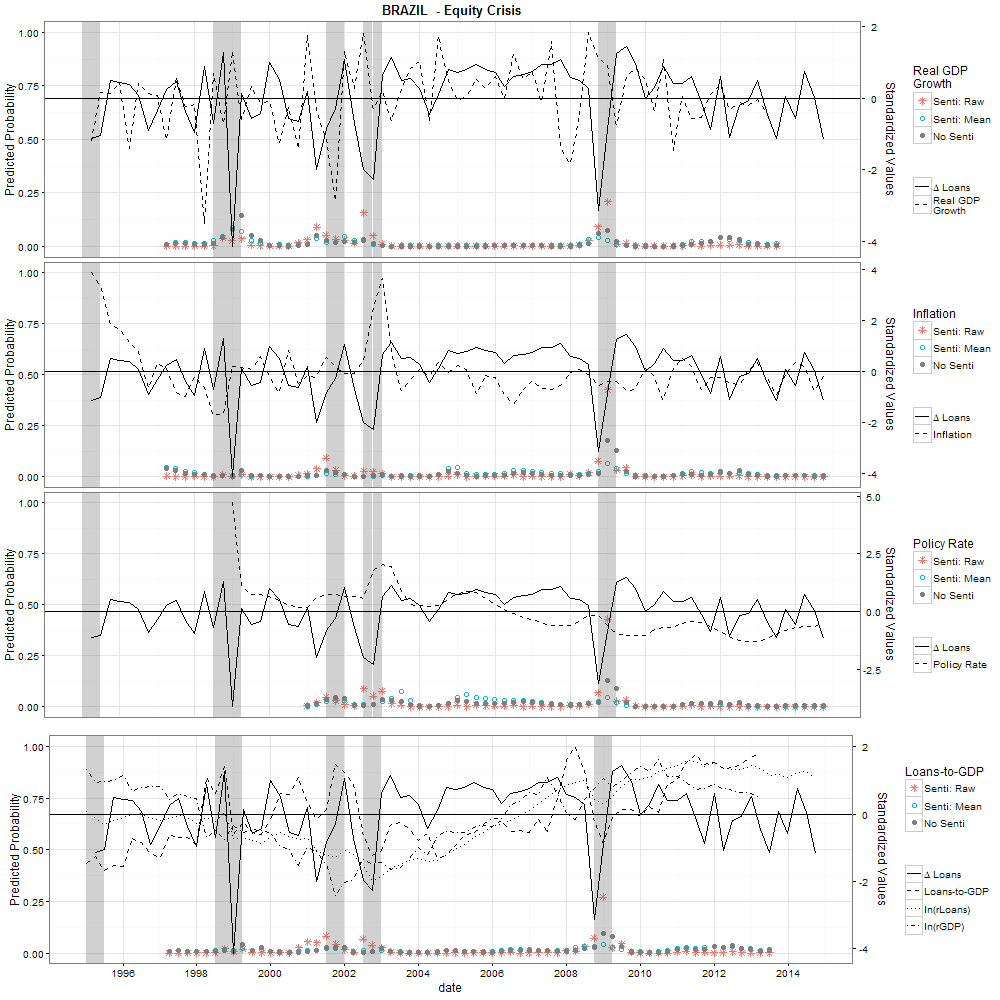 BRAZIL - Equity Crisis
1.00
0.75
0.50
0.25
0.00
Predicted Probability
2
0
-2
-4
Standardized Values
Real GDP
Growth
Senti: Raw
Senti: Mean
No Senti
Δ Loans
Real GDP
Growth
1.00
0.75
0.50
0.25
0.00
Predicted Probability
4
2
0
-2
-4
Standardized Values
Inflation
Senti: Raw
Senti: Mean
No Senti
Δ Loans
Inflation
1.00
0.75
0.50
0.25
0.00
Predicted Probability
5.0
2.5
0.0
-2.5
Standardized Values
Policy Rate
Senti: Raw
Senti: Mean
No Senti
Δ Loans
Policy Rate
1.00
0.75
0.50
0.25
0.00
Predicted Probability
2
0
-2
-4
Standardized Values
Loans-to-GDP
Senti: Raw
Senti: Mean
No Senti
Δ Loans
Loans-to-GDP
ln(rLoans)
ln(rGDP)
1996 1998 2000 2002 2004 2006 2008 2010 2012 2014
date